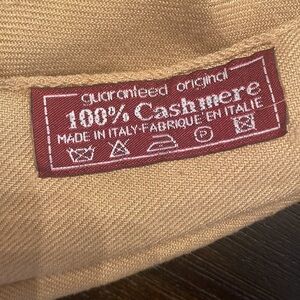 guaranteed original
100% Cashmere
MADE IN ITALY-FABRIQUE' EN ITALIE
P